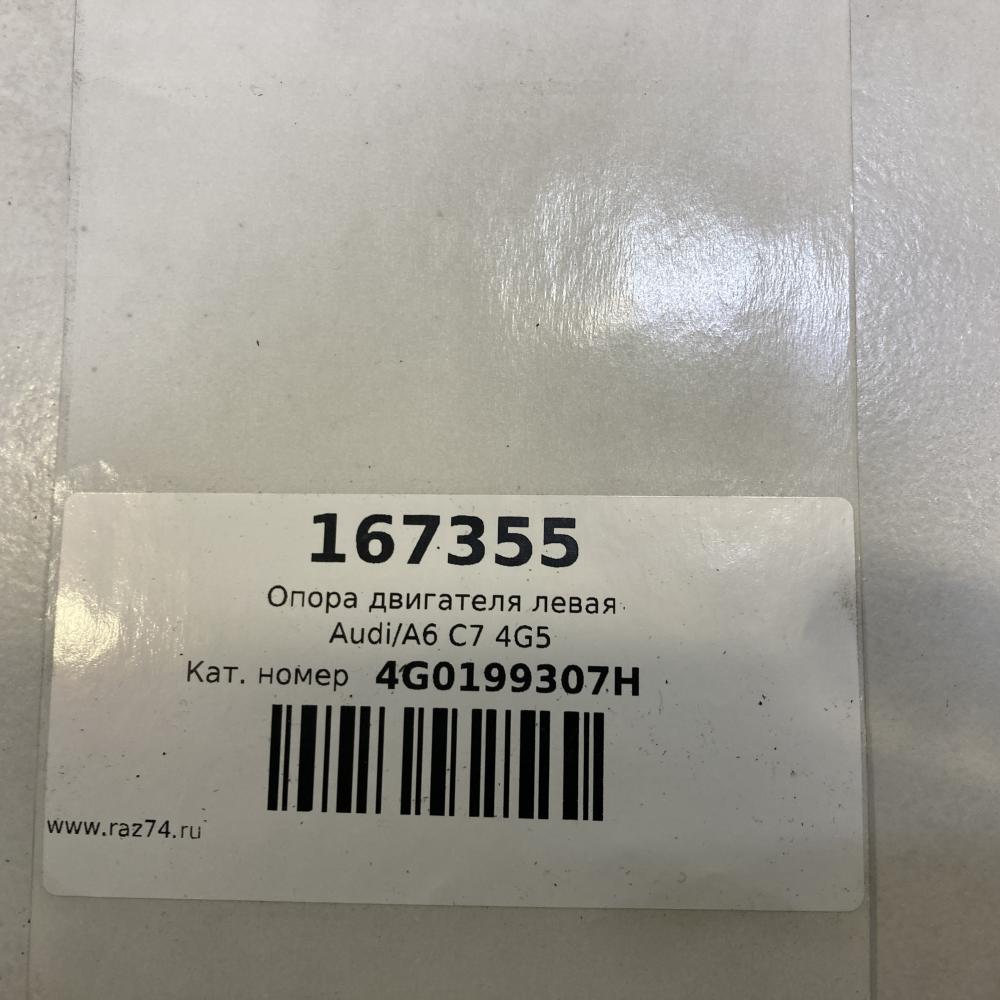 167355
Опора двигателя левая
Audi/A6 C7 4G5
Кат. номер 4G0199307H
www.raz74.ru